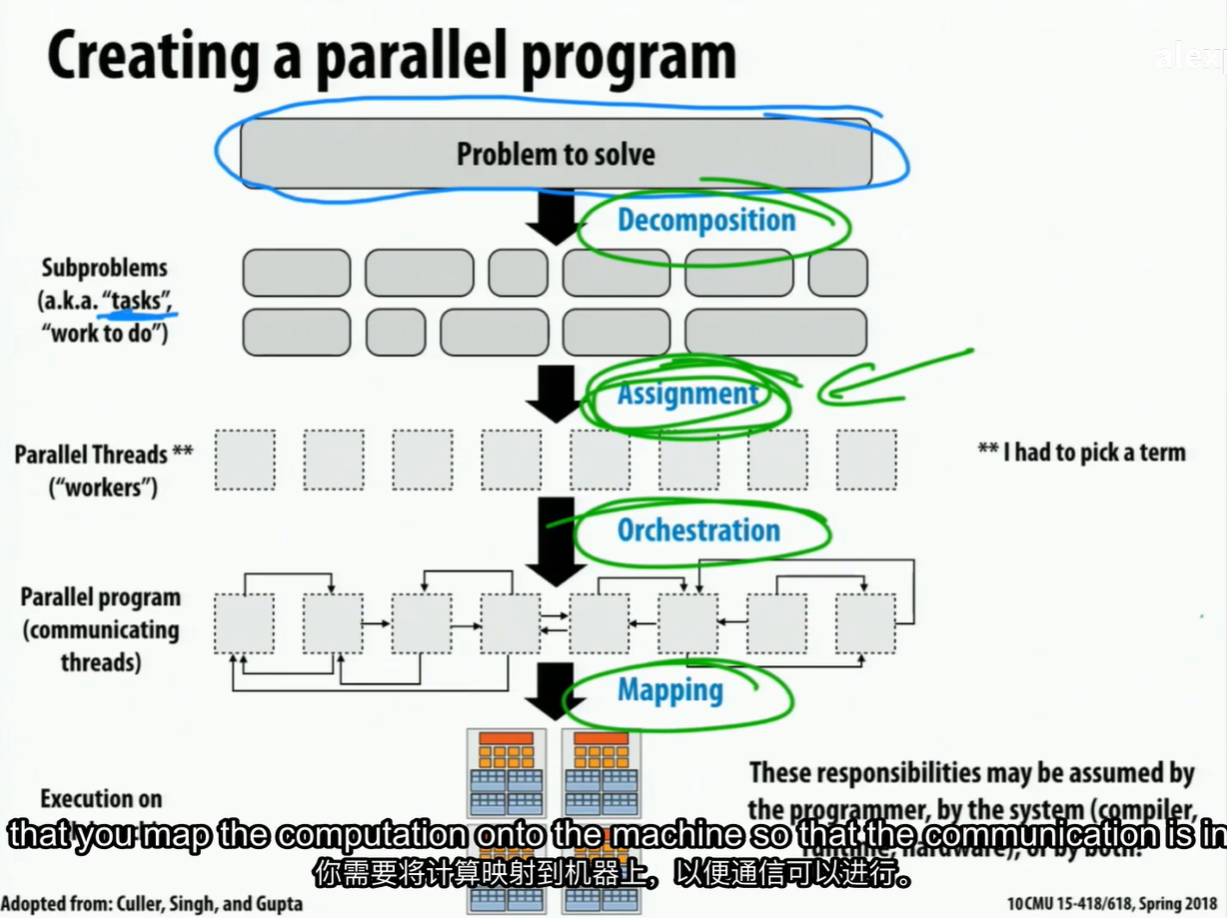 Creating a parallel program
alex
Problem to solve
Decomposition
Subproblems
(a.k.a. “tasks”,
“work to do”)
Assignment
Parallel Threads **
(“workers”)
** I had to pick a term
Orchestration
Parallel program
(communicating
threads)
Mapping
Execution on
These responsibilities may be assumed by
the programmer, by the system (compiler,
runtime, hardware), or by both!
that you map the computation onto the machine so that the communication is in
你需要将计算映射到机器上，以便通信可以进行。
Adopted from: Culler, Singh, and Gupta
10
CMU 15-418/618, Spring 2018